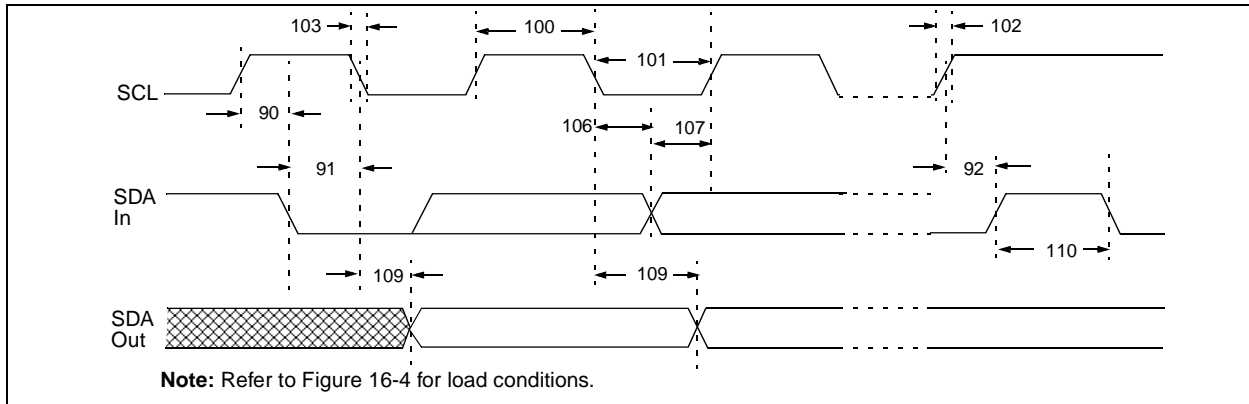 103
100
102
101
SCL
90
106
107
91
92
SDA
In
109
109
110
SDA
Out
Note: Refer to Figure 16-4 for load conditions.